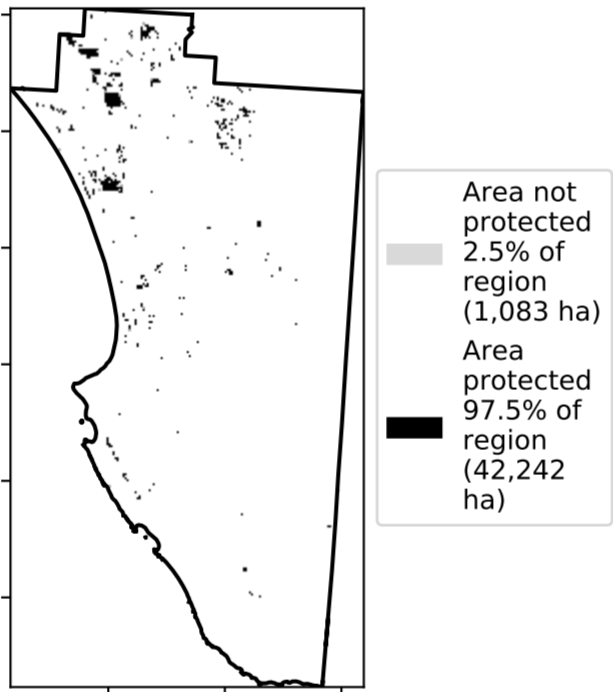 Area not
protected
2.5% of
region
(1,083 ha)
Area
protected
97.5% of
region
(42,242
ha)